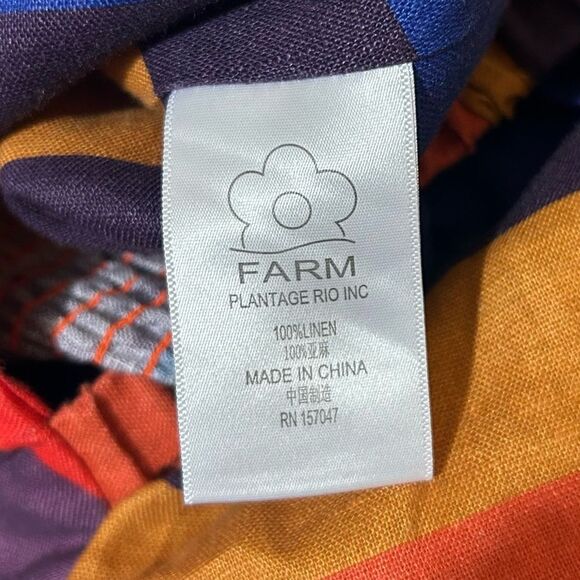 FARM
PLANTAGE RIO INC
100%LINEN
100%亚麻
MADE IN CHINA
中国制造
RN 157047